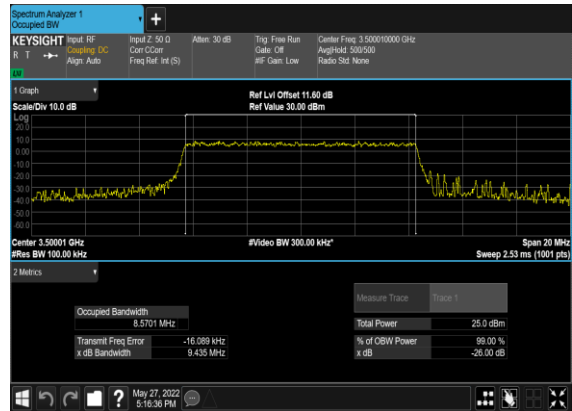 Spectrum Analyzer 1
Occupied BW
+
KEYSIGHT Input: RF Input Z: 50 Ω Atten: 30 dB Trig: Free Run Center Freq: 3.500010000 GHz
R T Coupling: DC Corr CCorr Gate: Off Avg|Hold: 500/500
Align: Auto Freq Ref: Int (S) #IF Gain: Low Radio Std: None
1 Graph
Ref Lvl Offset 11.60 dB
Scale/Div 10.0 dB Ref Value 30.00 dBm
Log
20.0
10.0
0.00
-10.0
-20.0
-30.0
-40.0
-50.0
-60.0
Center 3.50001 GHz #Video BW 300.00 kHz* Span 20 MHz
#Res BW 100.00 kHz Sweep 2.53 ms (1001 pts)
2 Metrics
Measure Trace Trace 1
Occupied Bandwidth
8.5701 MHz Total Power 25.0 dBm
Transmit Freq Error -16.089 kHz % of OBW Power 99.00 %
x dB Bandwidth 9.435 MHz x dB -26.00 dB
? May 27, 2022
5:16:36 PM